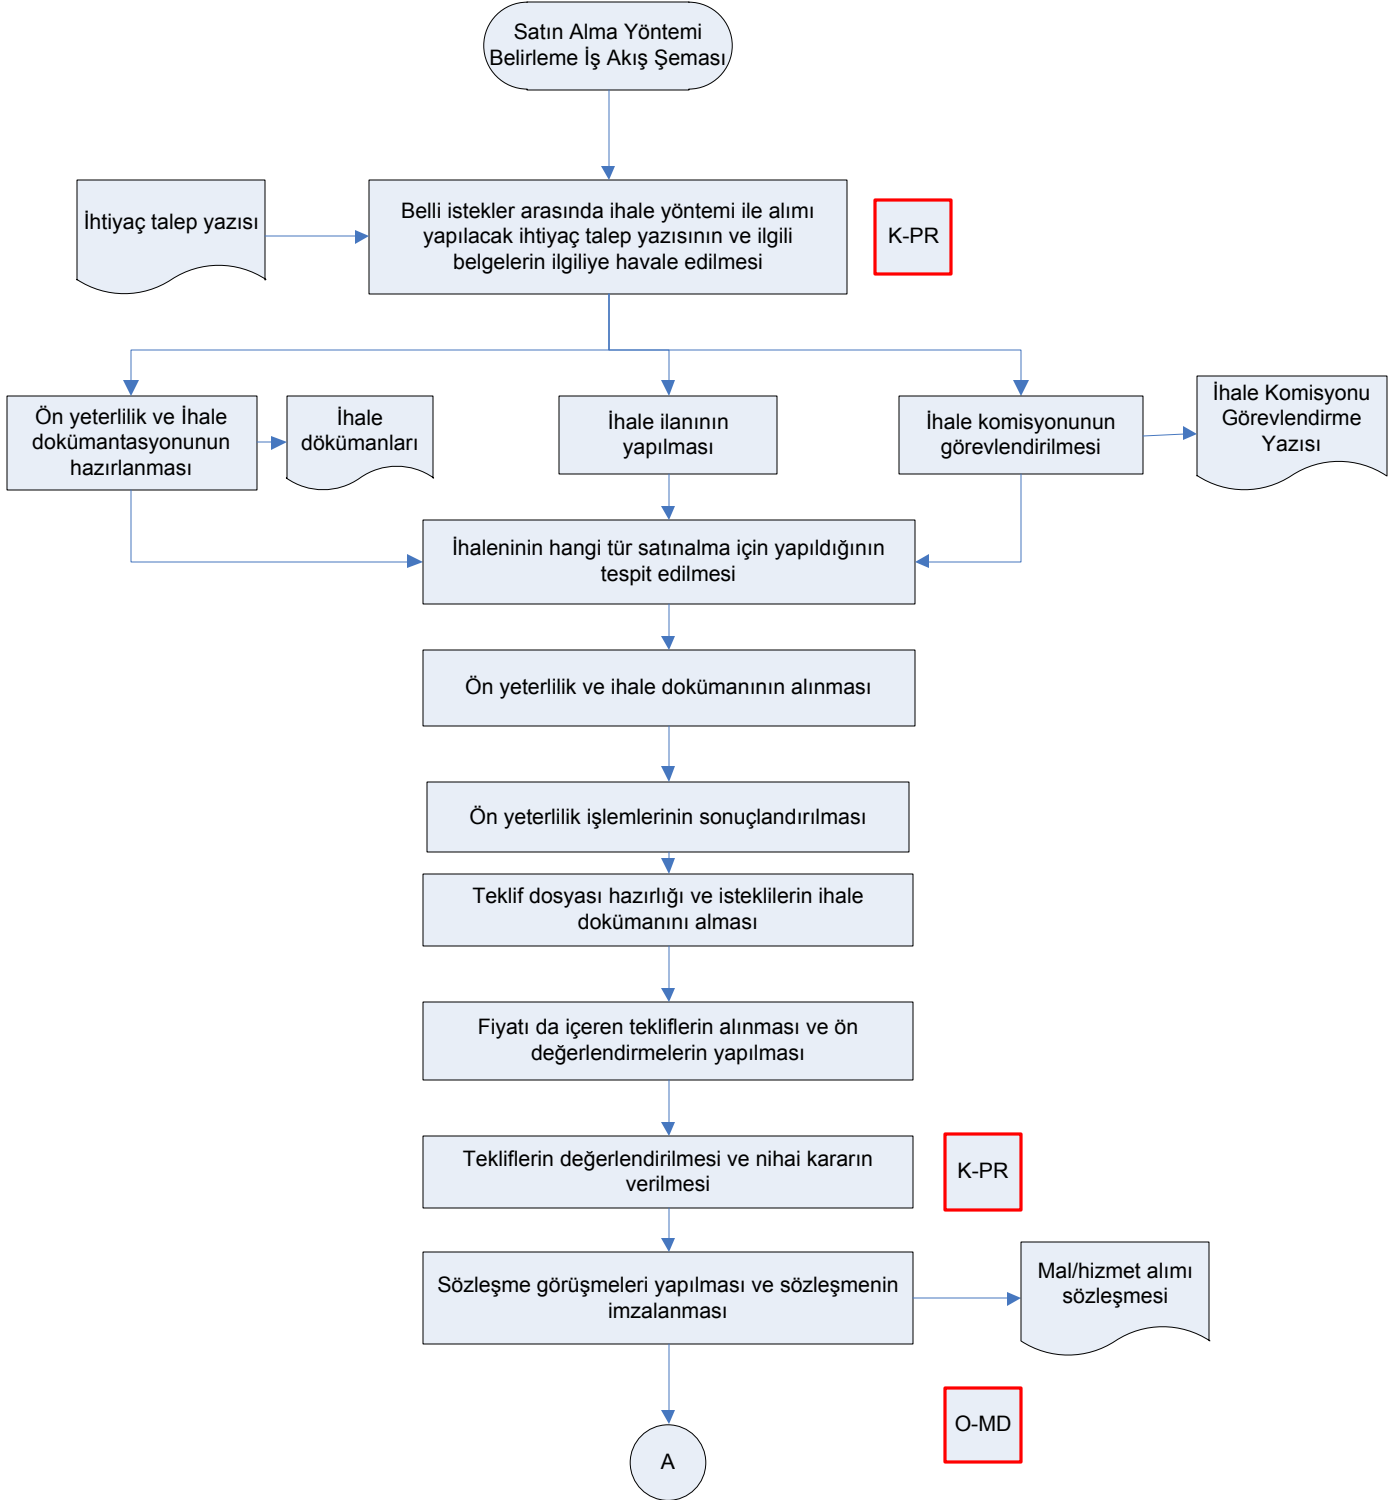 Satın Alma Yöntemi
Belirleme İş Akış Şeması
İhtiyaç talep yazısı
Belli istekler arasında ihale yöntemi ile alımı
yapılacak ihtiyaç talep yazısının ve ilgili
belgelerin ilgiliye havale edilmesi
K-PR
Ön yeterlilik ve İhale
dokümantasyonunun
hazırlanması
İhale
dökümanları
İhale ilanının
yapılması
İhale komisyonunun
görevlendirilmesi
İhale Komisyonu
Görevlendirme
Yazısı
İhaleninin hangi tür satınalma için yapıldığının
tespit edilmesi
Ön yeterlilik ve ihale dokümanının alınması
Ön yeterlilik işlemlerinin sonuçlandırılması
Teklif dosyası hazırlığı ve isteklilerin ihale
dokümanını alması
Fiyatı da içeren tekliflerin alınması ve ön
değerlendirmelerin yapılması
Tekliflerin değerlendirilmesi ve nihai kararın
verilmesi
K-PR
Sözleşme görüşmeleri yapılması ve sözleşmenin
imzalanması
Mal/hizmet alımı
sözleşmesi
O-MD
A